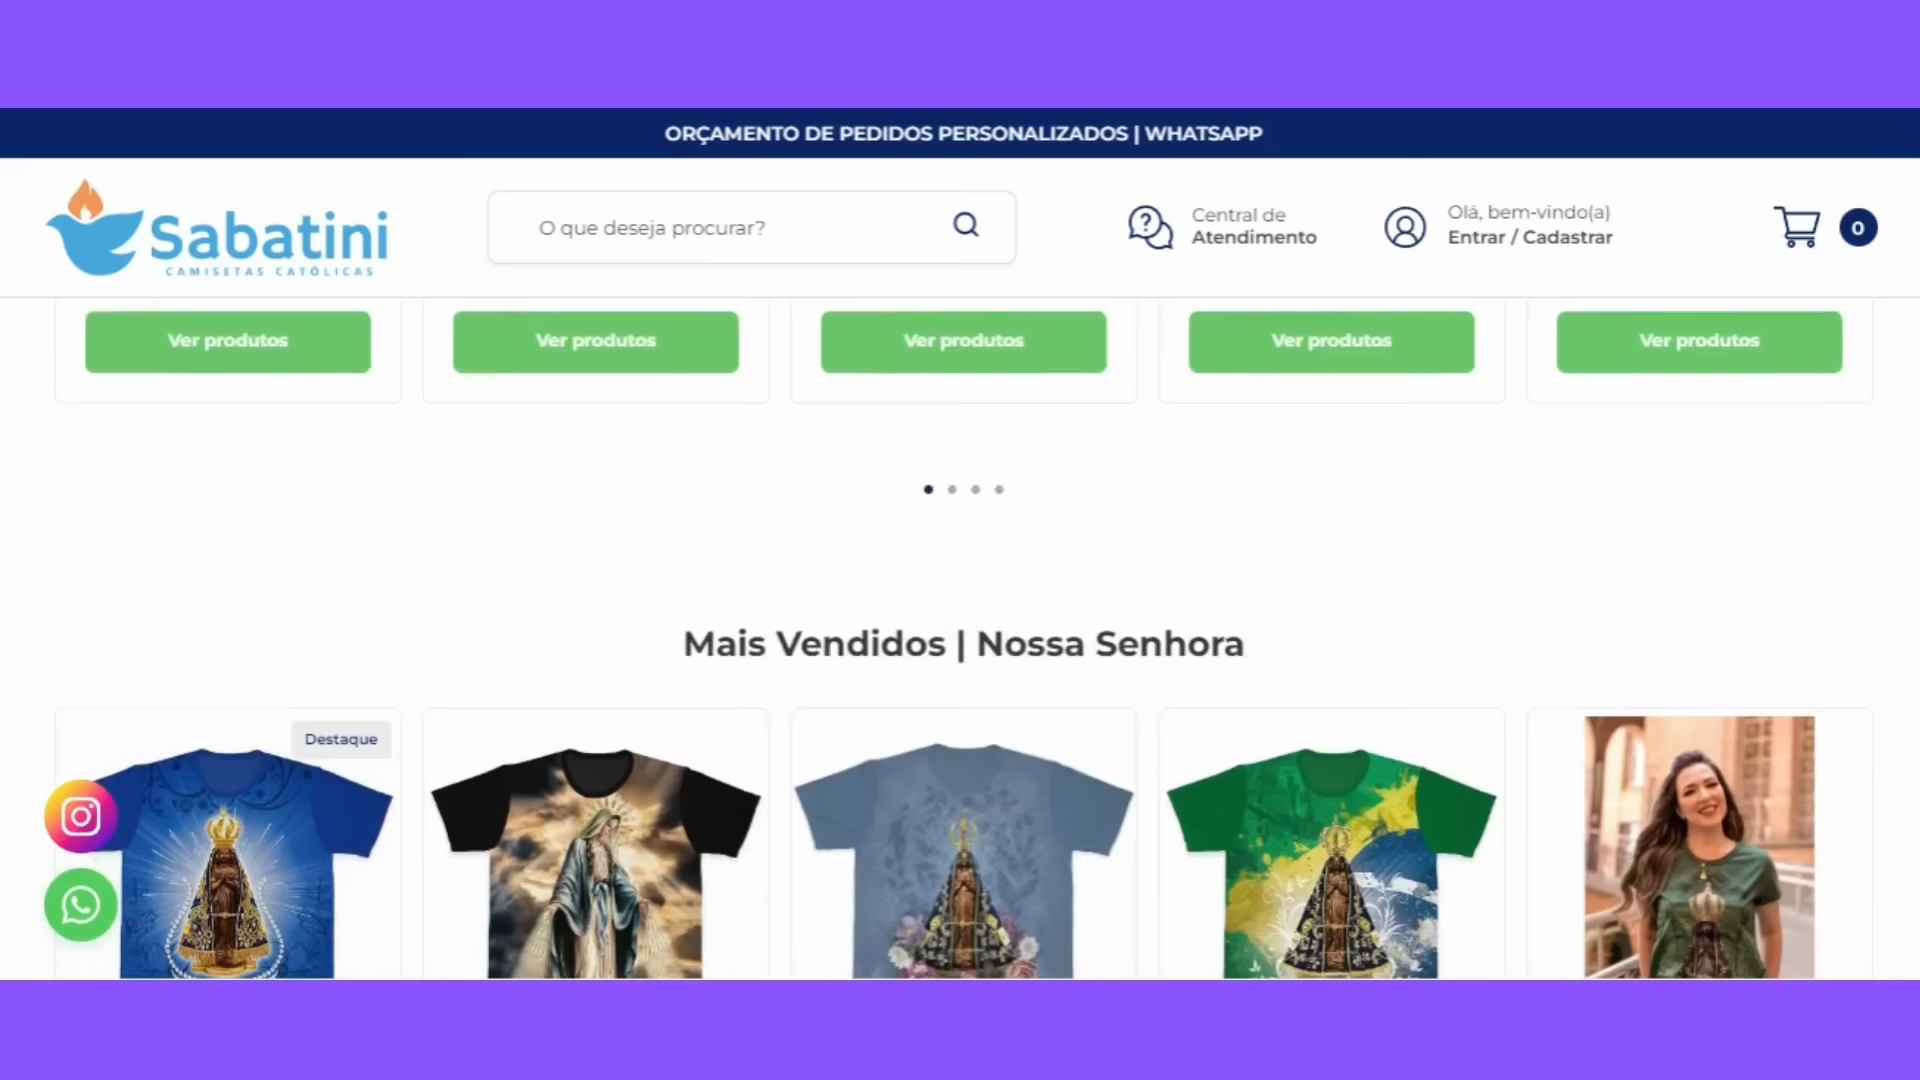 ORÇAMENTO DE PEDIDOS PERSONALIZADOS | WHATSAPP
Sabatini
CAMISETAS CATÓLICAS
O que deseja procurar?
Central de
Atendimento
Olá, bem-vindo(a)
Entrar / Cadastrar
0
Ver produtos
Ver produtos
Ver produtos
Ver produtos
Ver produtos
Mais Vendidos | Nossa Senhora
Destaque